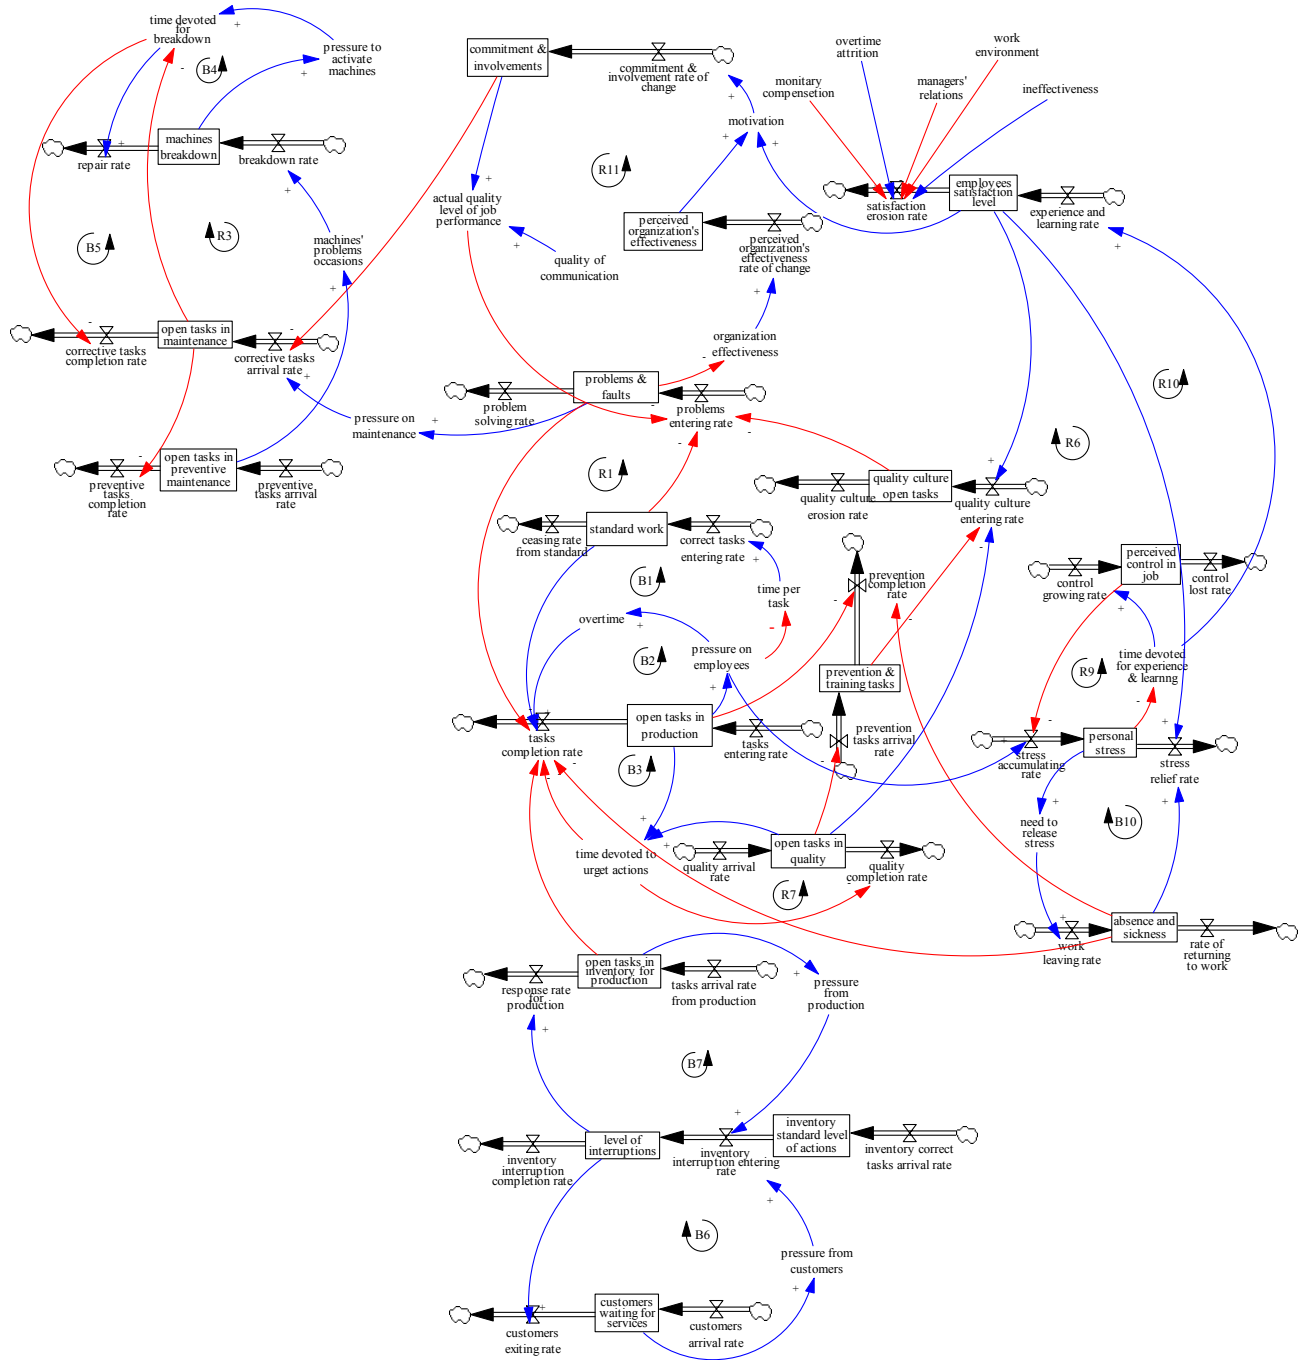 time devoted
for
breakdown
pressure to
activate
machines
B4
machines
breakdown
repair rate
breakdown rate
B5
R3
machines'
problems
occasions
open tasks in
maintenance
corrective tasks
completion rate
corrective tasks
arrival rate
pressure on
maintenance
open tasks in
preventive
maintenance
preventive
tasks
completion
rate
preventive
tasks arrival
rate
commitment &
involvements
commitment &
involvement rate of
change
motivation
R11
actual quality
level of job
performance
quality of
communication
perceived
organization's
effectiveness
perceived
organization's
effectiveness
rate of change
organization
effectiveness
overtime
attrition
work
environment
monitary
compensetion
managers'
relations
ineffectiveness
employees
satisfaction
level
satisfaction
erosion rate
experience and
learning rate
problems &
faults
problem
solving rate
problems
entering rate
R10
R6
R1
quality culture
open tasks
quality culture
erosion rate
quality culture
entering rate
standard work
ceasing rate
from standard
correct tasks
entering rate
B1
time per
task
prevention
completion
rate
perceived
control in
job
control
growing rate
control
lost rate
overtime
B2
pressure on
employees
prevention &
training tasks
time devoted
for experience
& learnng
R9
open tasks in
production
tasks
completion rate
tasks
entering rate
prevention
tasks arrival
rate
personal
stress
stress
accumulating
rate
stress
relief rate
B3
need to
release
stress
B10
time devoted to
urget actions
quality arrival
rate
open tasks in
quality
quality
completion rate
R7
absence and
sickness
work
leaving rate
rate of
returning
to work
open tasks in
inventory for
production
response rate
for
production
tasks arrival rate
from production
pressure
from
production
B7
level of
interruptions
inventory
interruption
completion rate
inventory
interruption entering
rate
inventory
standard level
of actions
inventory correct
tasks arrival rate
B6
pressure from
customers
customers
waiting for
services
customers
exiting rate
customers
arrival rate